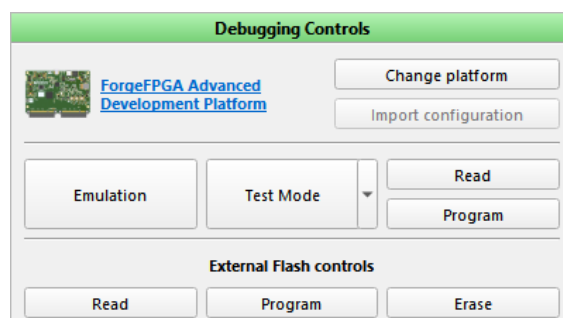 Debugging Controls
ForgeFPGA Advanced
Development Platform
Change platform
Import configuration
Emulation
Test Mode
Read
Program
External Flash controls
Read
Program
Erase